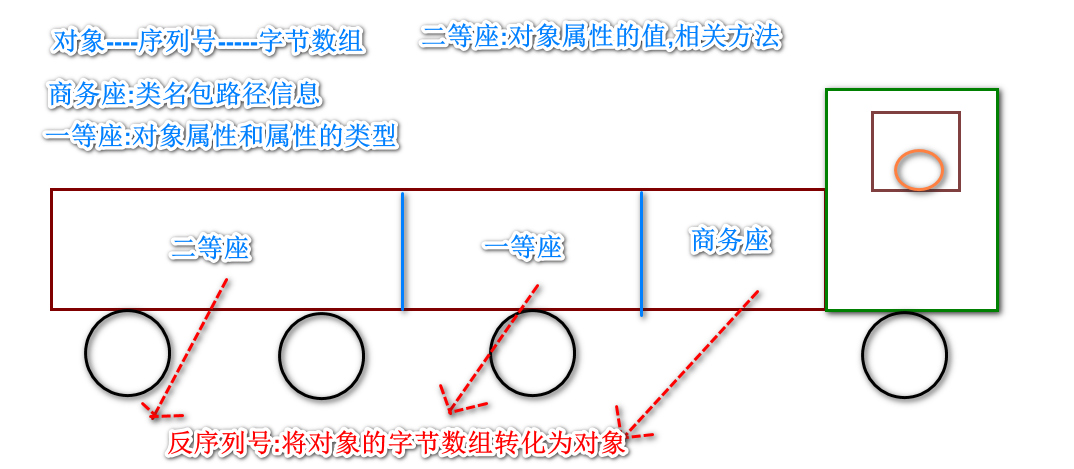 对象----序列号-----字节数组
二等座:对象属性的值,相关方法
商务座:类名包路径信息
一等座:对象属性和属性的类型
二等座
一等座
商务座
反序列号:将对象的字节数组转化为对象